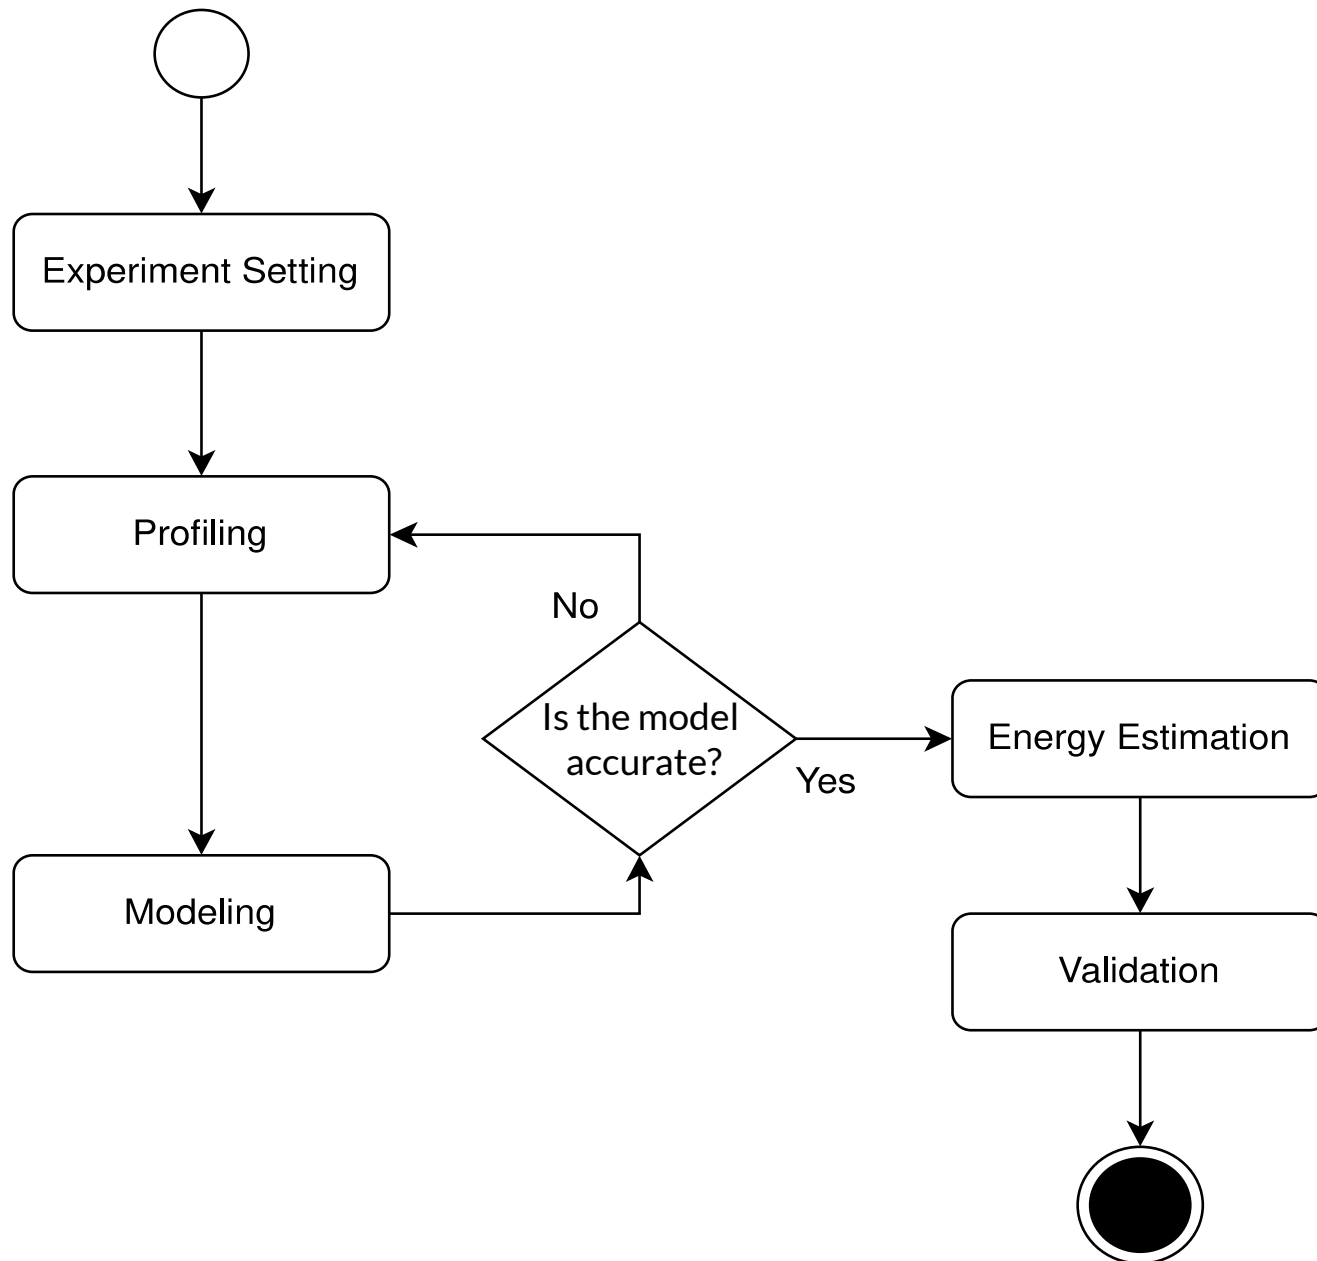 Experiment Setting
Profiling
No
Is the model
accurate?
Yes
Energy Estimation
Modeling
Validation